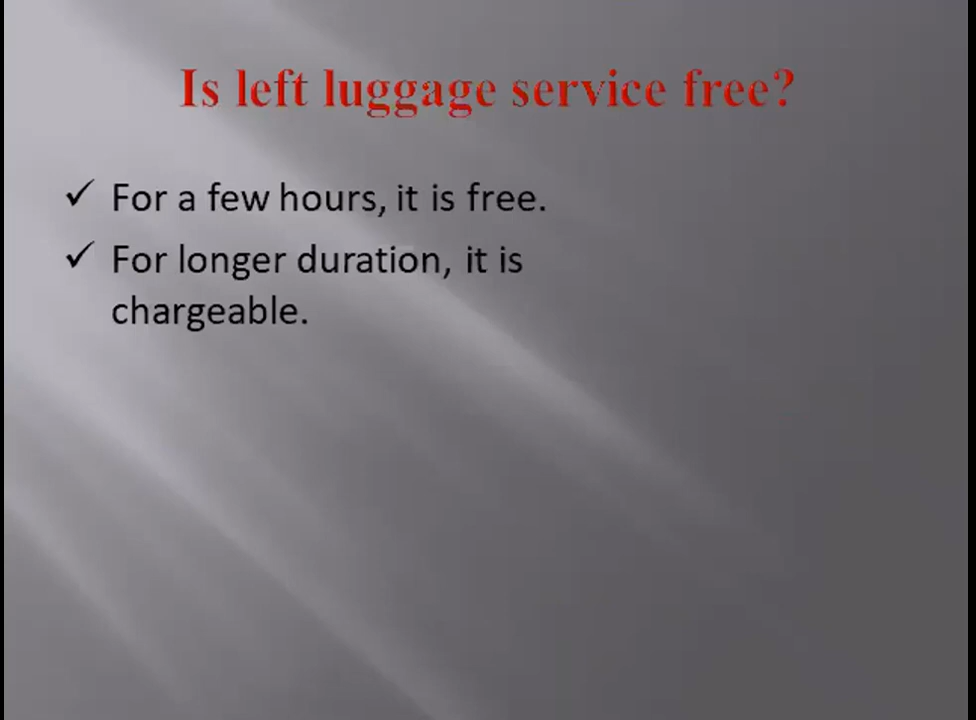 Is left luggage service free?
✓ For a few hours, it is free.
✓ For longer duration, it is
chargeable.